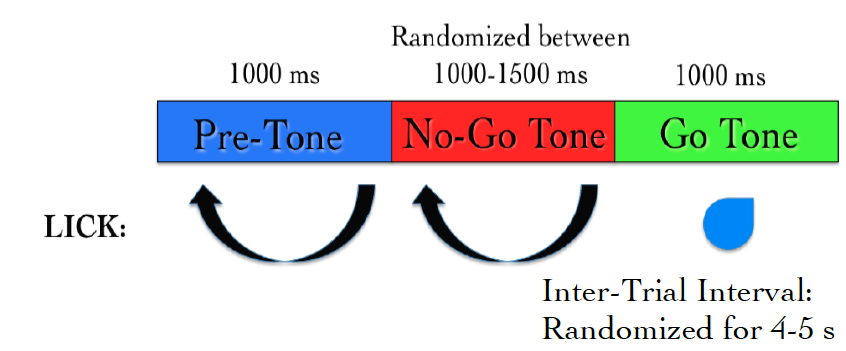 Randomized between
1000 ms 1000-1500 ms 1000 ms
Pre-Tone No-Go Tone Go Tone
LICK:
Inter-Trial Interval:
Randomized for 4-5 s